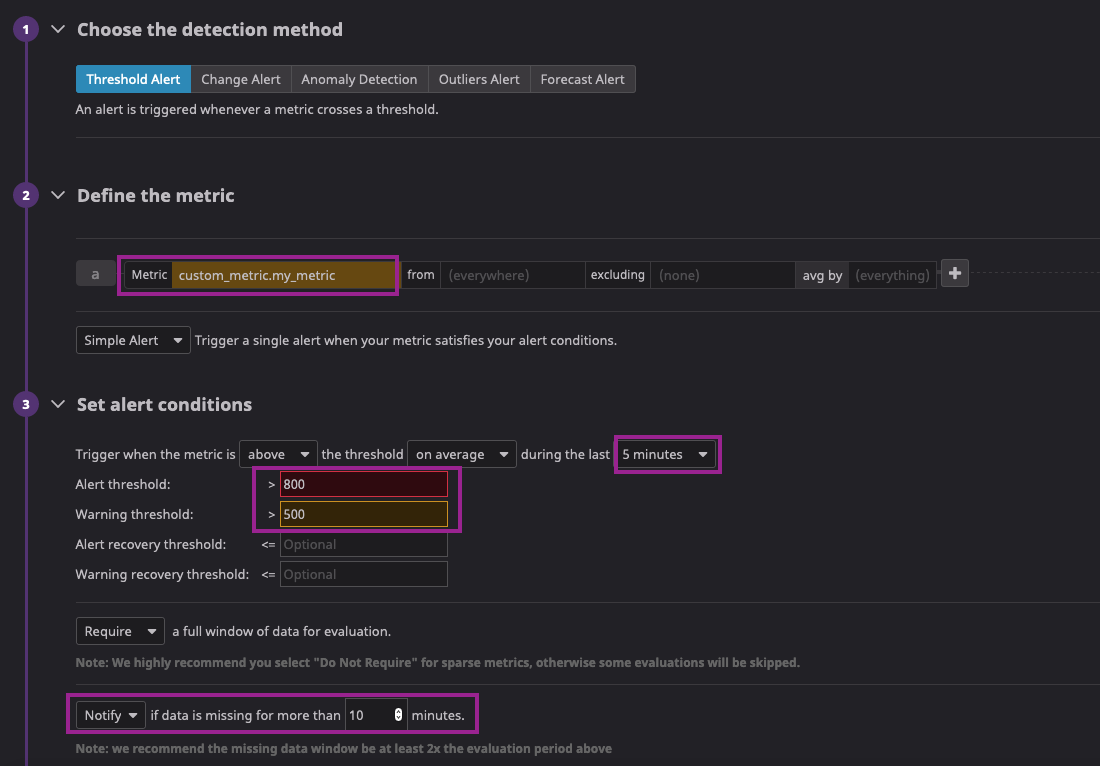 1 Choose the detection method
Threshold Alert Change Alert Anomaly Detection Outliers Alert Forecast Alert
An alert is triggered whenever a metric crosses a threshold.
2 Define the metric
a Metric custom_metric.my_metric from (everywhere) excluding (none) avg by (everything) +
Simple Alert Trigger a single alert when your metric satisfies your alert conditions.
3 Set alert conditions
Trigger when the metric is above the threshold on average during the last 5 minutes
Alert threshold: > 800
Warning threshold: > 500
Alert recovery threshold: <= Optional
Warning recovery threshold: <= Optional
Require a full window of data for evaluation.
Note: We highly recommend you select "Do Not Require" for sparse metrics, otherwise some evaluations will be skipped.
Notify if data is missing for more than 10 minutes.
Note: we recommend the missing data window be at least 2x the evaluation period above